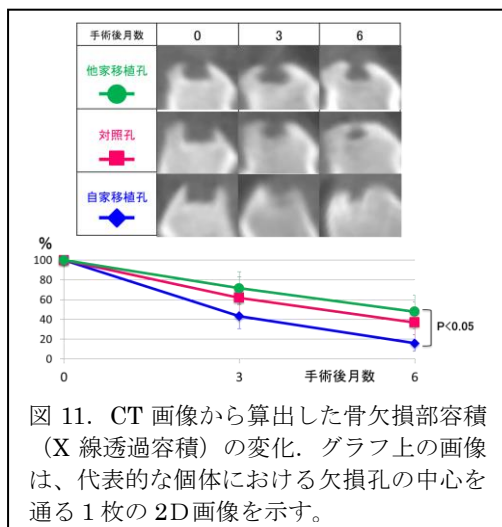 手術後月数 0 3 6
他家移植孔
対照孔
自家移植孔
%
100
80
60
40
20
0
P<0.05
0 3 手術後月数 6
図 11. CT 画像から算出した骨欠損部容積
（X 線透過容積）の変化．グラフ上の画像
は、代表的な個体における欠損孔の中心を
通る 1 枚の 2D画像を示す。